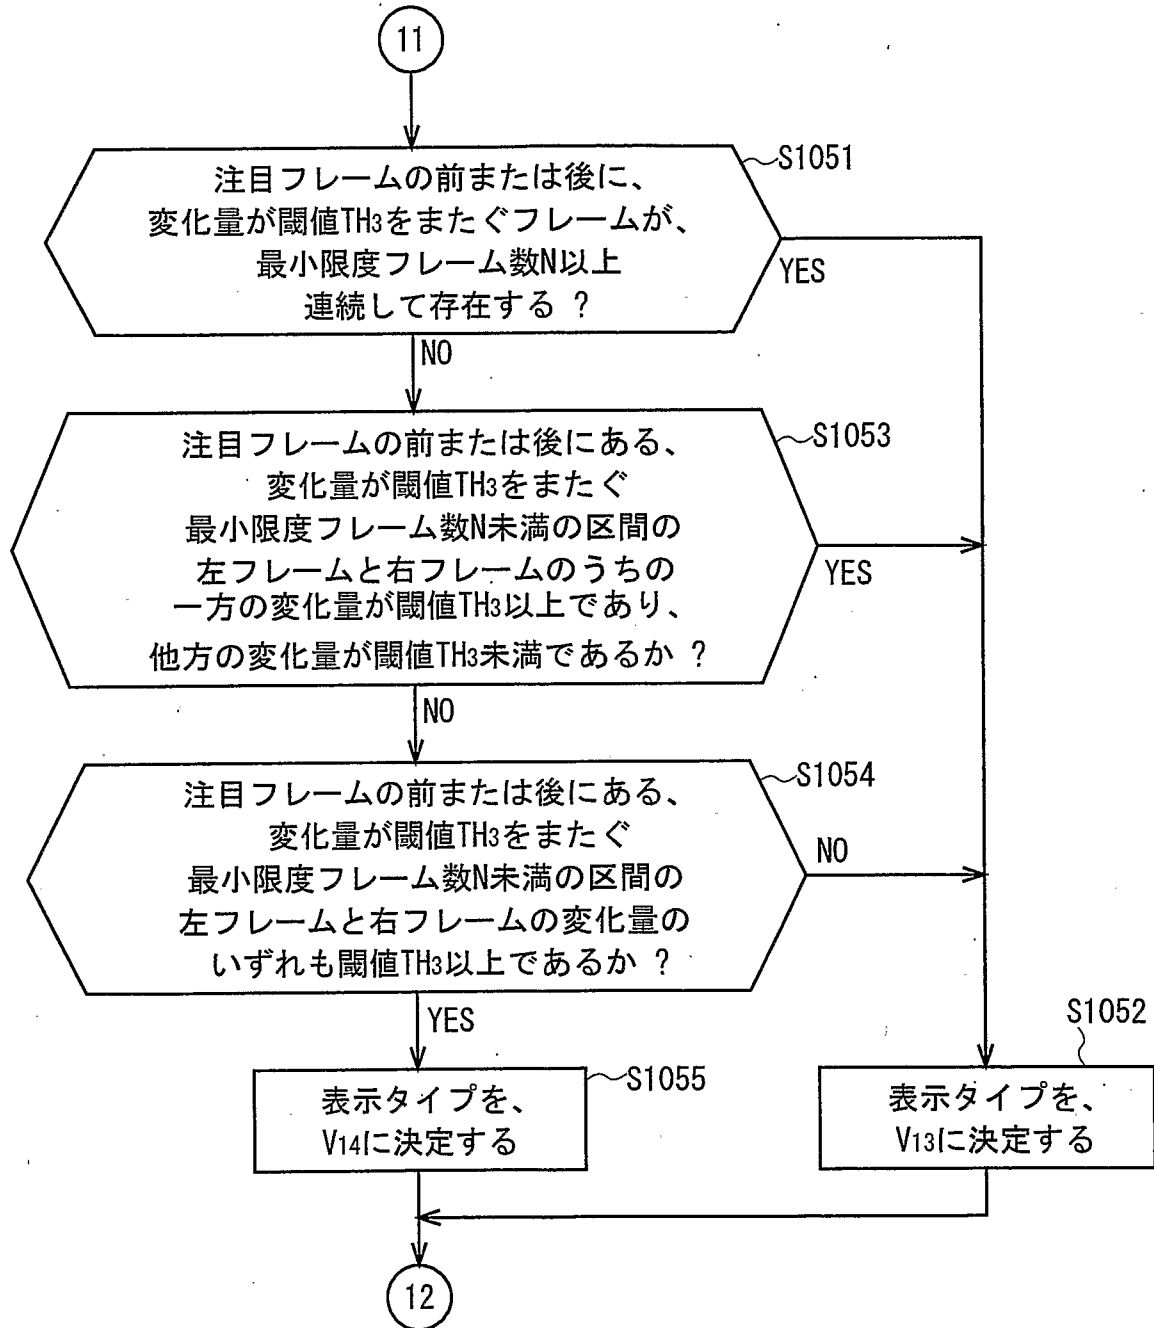 11
S1051
注目フレームの前または後に、
変化量が閾値TH3をまたぐフレームが、
最小限度フレーム数N以上
連続して存在する ?
YES
NO
S1053
注目フレームの前または後にある、
変化量が閾値TH3をまたぐ
最小限度フレーム数N未満の区間の
左フレームと右フレームのうちの
一方の変化量が閾値TH3以上であり、
他方の変化量が閾値TH3未満であるか ?
YES
NO
S1054
注目フレームの前または後にある、
変化量が閾値TH3をまたぐ
最小限度フレーム数N未満の区間の
左フレームと右フレームの変化量の
いずれも閾値TH3以上であるか ?
NO
YES
S1055
表示タイプを、
V14に決定する
S1052
表示タイプを、
V13に決定する
12